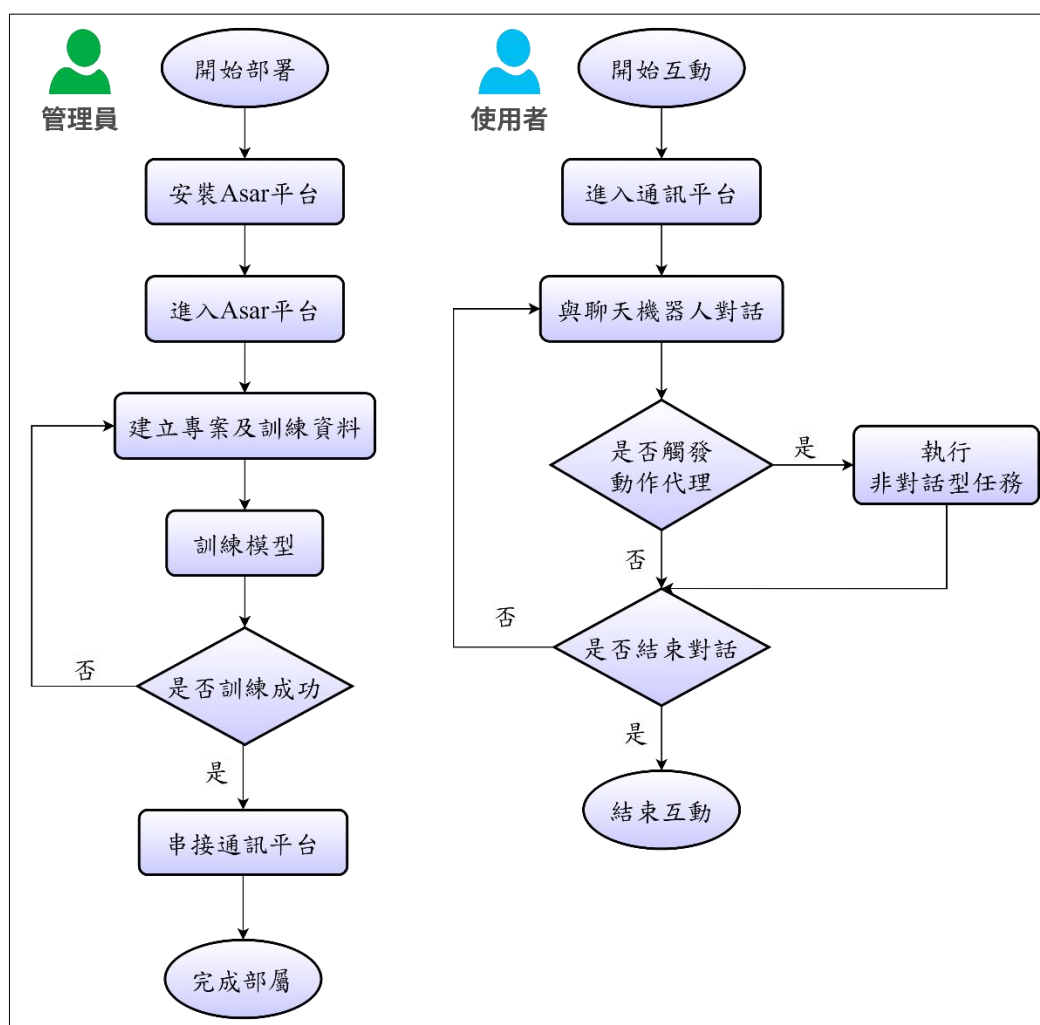 管理員
開始部署
安裝Asar平台
進入Asar平台
建立專案及訓練資料
訓練模型
是否訓練成功
否
是
串接通訊平台
完成部屬
使用者
開始互動
進入通訊平台
與聊天機器人對話
是否觸發
動作代理
是
執行
非對話型任務
否
是否結束對話
否
是
結束互動